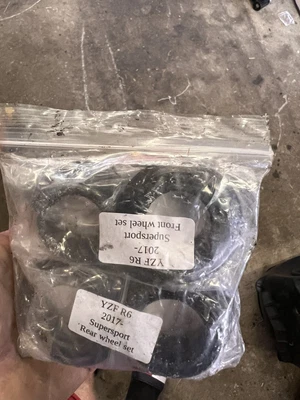 YZF R6
2017-
Supersport
Front wheel set
YZF R6
2017-
Supersport
Rear wheel set